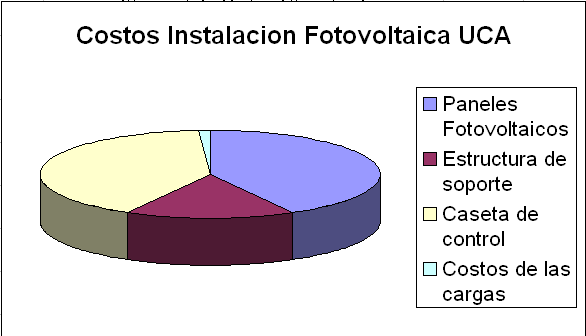 Costos Instalacion Fotovoltaica UCA
Paneles
Fotovoltaicos
Estructura de
soporte
Caseta de
control
Costos de las
cargas